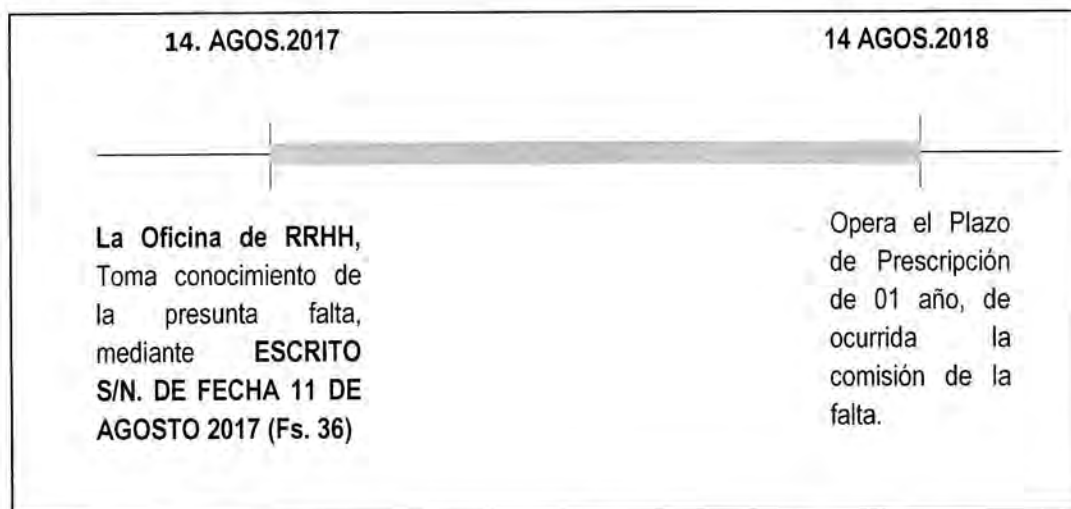 14. AGOS.2017
14 AGOS.2018
La Oficina de RRHH,
Toma conocimiento de
la presunta falta,
mediante ESCRITO
S/N. DE FECHA 11 DE
AGOSTO 2017 (Fs. 36)
Opera el Plazo
de Prescripción
de 01 año, de
ocurrida la
comisión de la
falta.